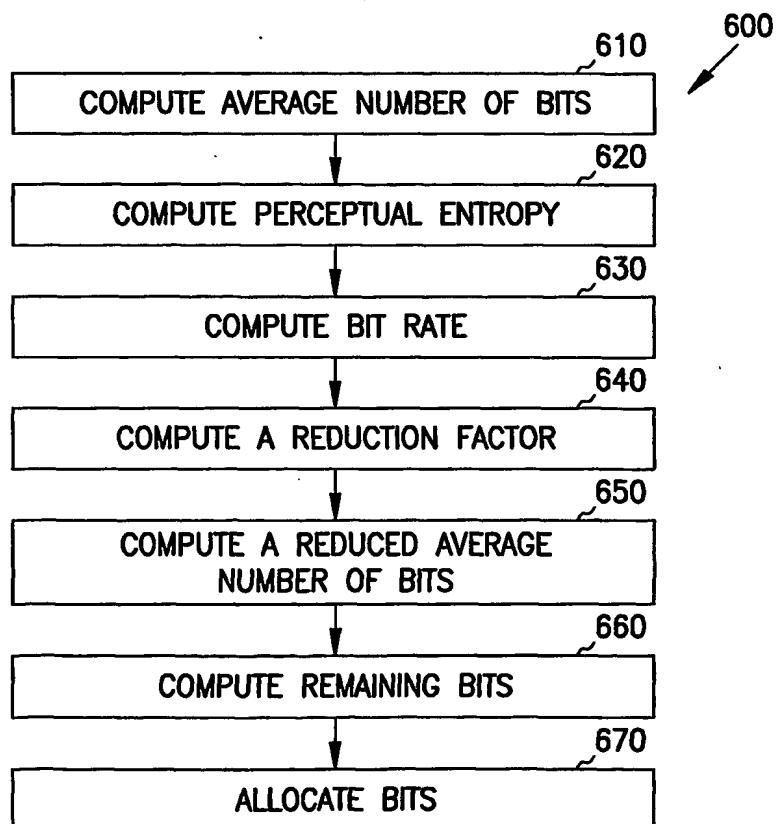 600
610
COMPUTE AVERAGE NUMBER OF BITS
620
COMPUTE PERCEPTUAL ENTROPY
630
COMPUTE BIT RATE
640
COMPUTE A REDUCTION FACTOR
650
COMPUTE A REDUCED AVERAGE
NUMBER OF BITS
660
COMPUTE REMAINING BITS
670
ALLOCATE BITS